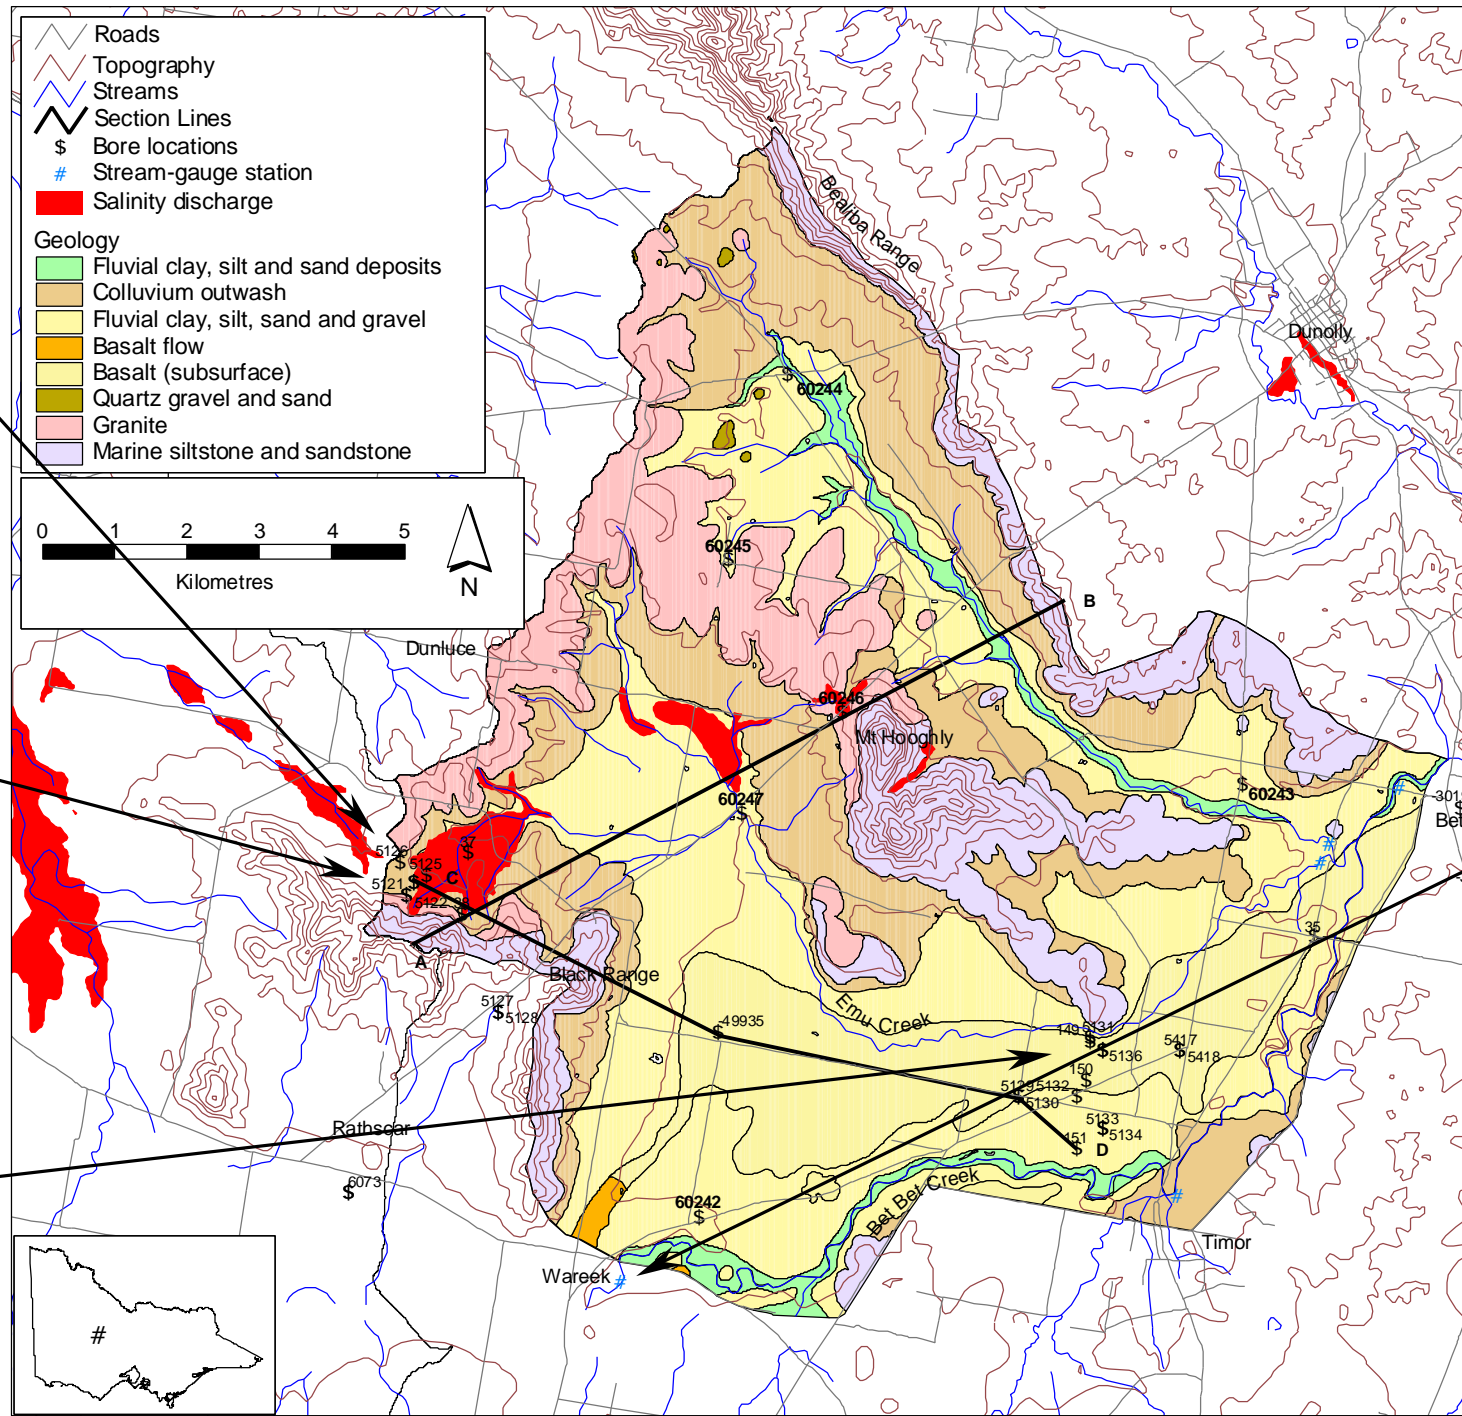 Roads
Topography
Streams
Section Lines
$ Bore locations
# Stream-gauge station
Salinity discharge
Geology
Fluvial clay, silt and sand deposits
Colluvium outwash
Fluvial clay, silt, sand and gravel
Basalt flow
Basalt (subsurface)
Quartz gravel and sand
Granite
Marine siltstone and sandstone
0 1 2 3 4 5
Kilometres
N
Bealiba Range
Dunolly
60244
60245
B
Dunluce
60246
Mt Hooghly
60247
60243
-301
Bet
37
5126
5125
C
5121
5122
35
A
Black Range
5127
5128
Emu Creek
-49935
149 5131
5136
5417
5418
150
5129 5132
5130
5133
5134
151
D
Rathscar
6073
60242
Bet Bet Creek
Timor
Wareek #
#